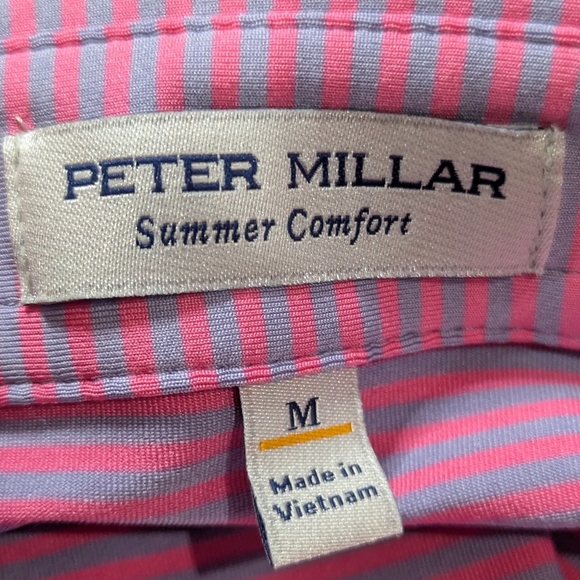 PETER MILLAR
Summer Comfort
M
Made in
Vietnam